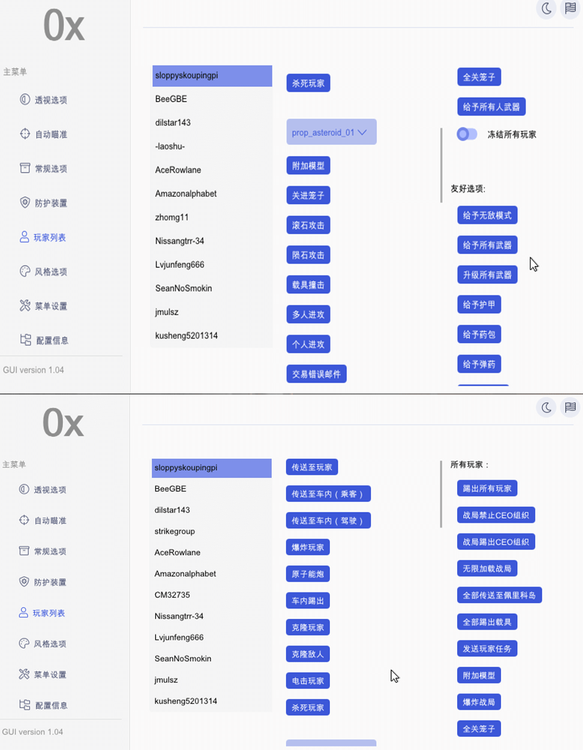 0x
主菜单
透视选项
自动瞄准
常规选项
防护装置
玩家列表
风格选项
菜单设置
配置信息
GUI version 1.04
sloppyskoupingpi
BeeGBE
dilstar143
-laoshu-
AceRowlane
Amazonalphabet
zhomg11
Nissangtrr-34
Lvjunfeng666
SeanNoSmokin
jmulsz
kusheng5201314
杀死玩家
prop_asteroid_01
附加模型
关进笼子
滚石攻击
陨石攻击
载具撞击
多人进攻
个人进攻
交易错误邮件
全关笼子
给予所有人武器
冻结所有玩家
友好选项:
给予无敌模式
给予所有武器
升级所有武器
给予护甲
给予药包
给予弹药
0x
主菜单
透视选项
自动瞄准
常规选项
防护装置
玩家列表
风格选项
菜单设置
配置信息
GUI version 1.04
sloppyskoupingpi
BeeGBE
dilstar143
strikegroup
AceRowlane
Amazonalphabet
CM32735
Nissangtrr-34
Lvjunfeng666
SeanNoSmokin
jmulsz
kusheng5201314
传送至玩家
传送至车内（乘客）
传送至车内（驾驶）
爆炸玩家
原子能炮
车内踢出
克隆玩家
克隆敌人
电击玩家
杀死玩家
所有玩家：
踢出所有玩家
战局禁止CEO组织
战局踢出CEO组织
无限加载战局
全部传送至佩里科岛
全部踢出载具
发送玩家任务
附加模型
爆炸战局
全关笼子